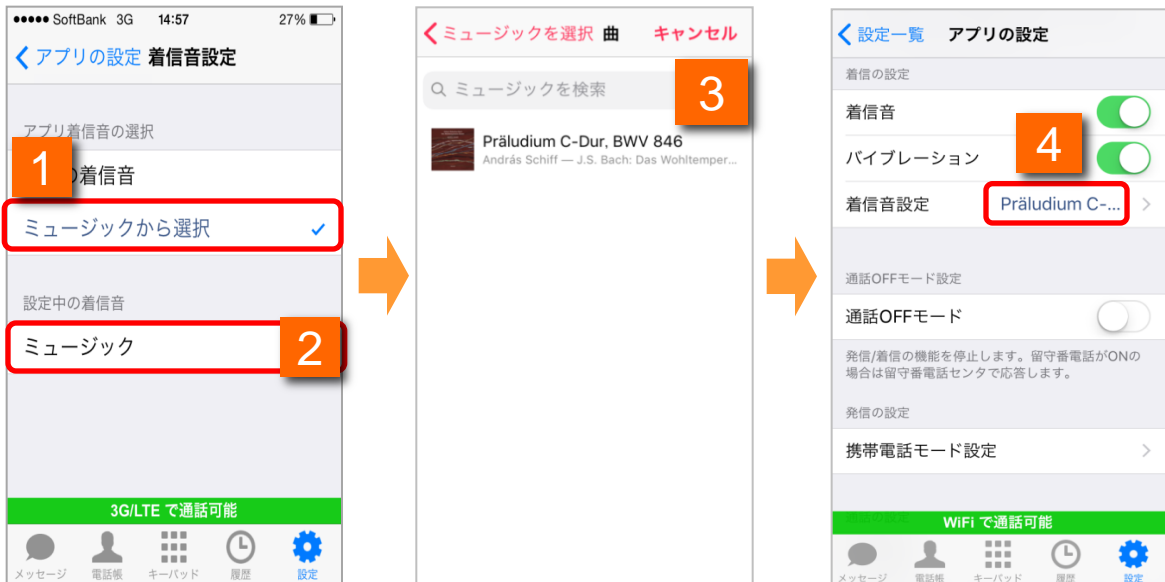 SoftBank 3G 14:57 27%
アプリの設定 着信音設定
アプリ着信音の選択
1
の着信音
ミュージックから選択
設定中の着信音
ミュージック
2
3G/LTE で通話可能
メッセージ 電話帳 キーパッド 履歴 設定
ミュージックを選択 曲 キャンセル
ミュージックを検索
3
Präludium C-Dur, BWV 846
András Schiff — J.S. Bach: Das Wohltemper...
設定一覧 アプリの設定
着信の設定
着信音
4
バイブレーション
着信音設定 Präludium C-...
通話OFFモード設定
通話OFFモード
発信/着信の機能を停止します。留守番電話がONの
場合は留守番電話センタで応答します。
発信の設定
携帯電話モード設定
WiFi で通話可能
メッセージ 電話帳 キーパッド 履歴 設定